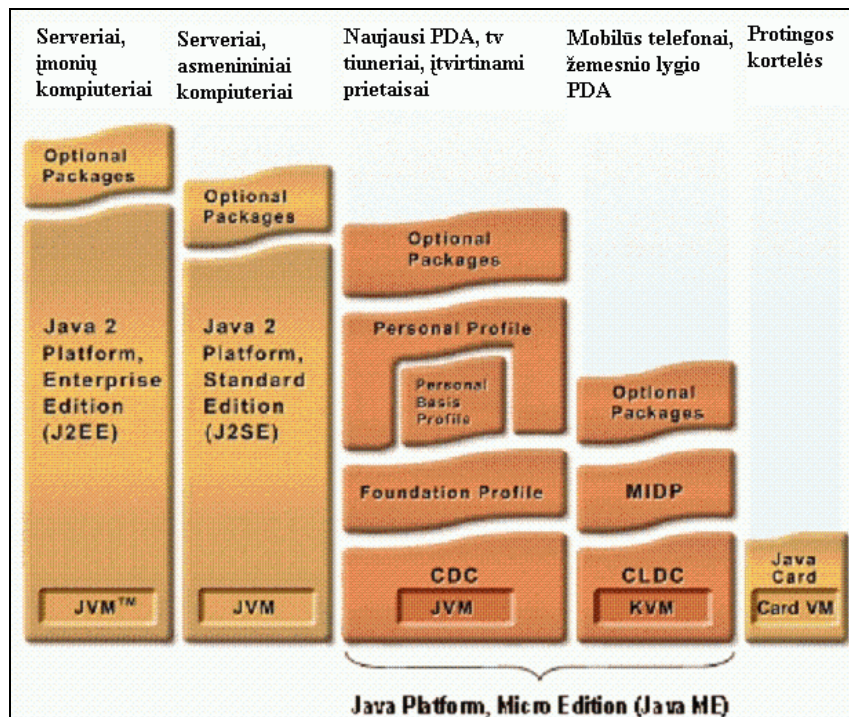 Serveriai,
įmonių
kompiuteriai
Serveriai,
asmenininiai
kompiuteriai
Naujausi PDA, tv
tiuneriai, įtvirtinami
prietaisai
Mobilūs telefonai,
žemesnio lygio
PDA
Protingos
kortelės
Optional
Packages
Java 2
Platform,
Enterprise
Edition
(J2EE)
JVM™
Optional
Packages
Java 2
Platform,
Standard
Edition
(J2SE)
JVM
Optional
Packages
Personal Profile
Personal
Basis
Profile
Foundation Profile
CDC
JVM
Optional
Packages
MIDP
CLDC
KVM
Java
Card
Card VM
Java Platform, Micro Edition (Java ME)